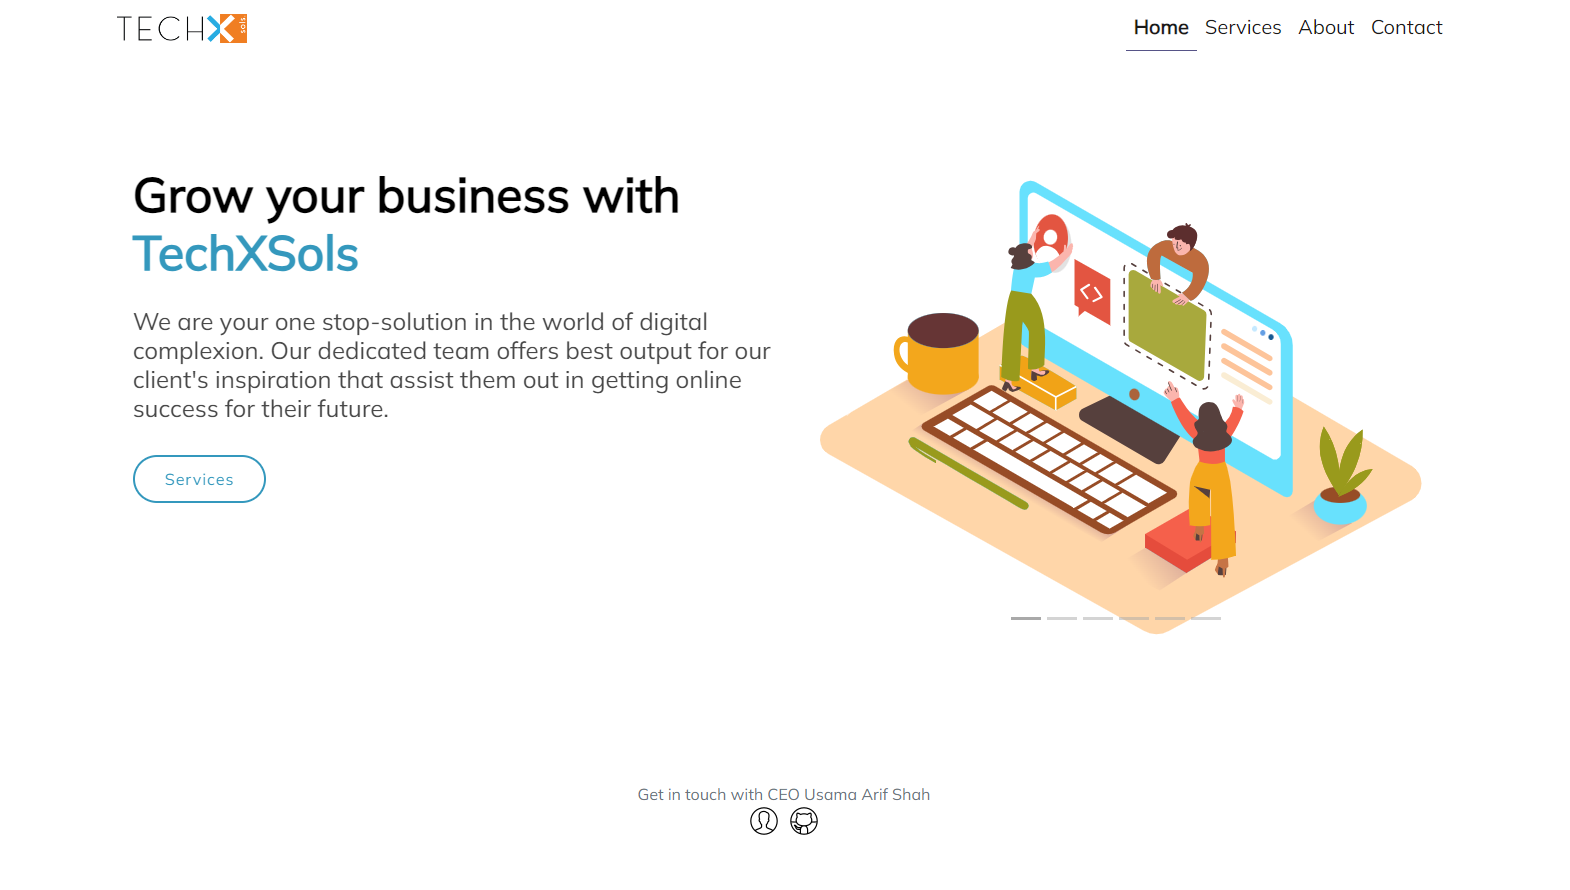 TECHX sols
Home Services About Contact
Grow your business with
TechXSols
We are your one stop-solution in the world of digital
complexion. Our dedicated team offers best output for our
client's inspiration that assist them out in getting online
success for their future.
Services
Get in touch with CEO Usama Arif Shah